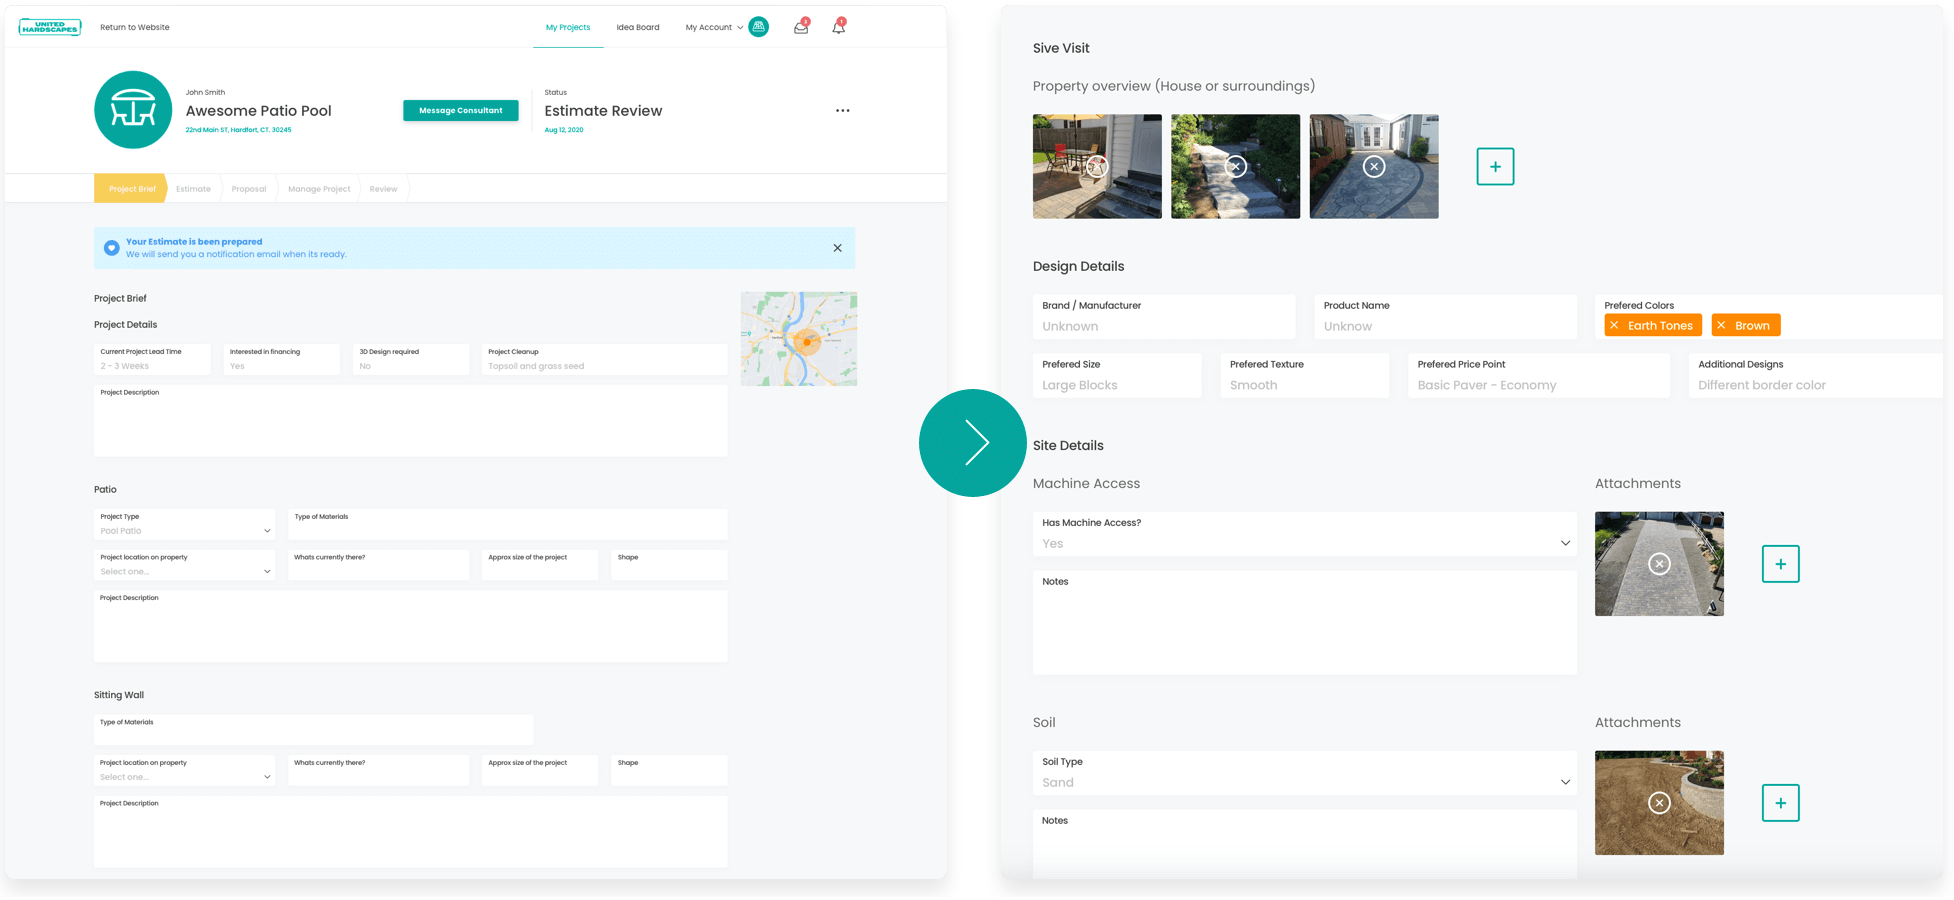 UNITED
HARDSCAPES
Return to Website
My Projects
Idea Board
My Account
3
1
John Smith
Awesome Patio Pool
22nd Main ST, Hardfort, CT. 30245
Message Consultant
Status
Estimate Review
Aug 12, 2020
Project Brief
Estimate
Proposal
Manage Project
Review
Your Estimate is been prepared
We will send you a notification email when its ready.
Project Brief
Project Details
Current Project Lead Time
2 - 3 Weeks
Interested in financing
Yes
3D Design required
No
Project Cleanup
Topsoil and grass seed
Project Description
Patio
Project Type
Pool Patio
Type of Materials
Project location on property
Select one...
Whats currently there?
Approx size of the project
Shape
Project Description
Sitting Wall
Type of Materials
Project location on property
Select one...
Whats currently there?
Approx size of the project
Shape
Project Description
Sive Visit
Property overview (House or surroundings)
Design Details
Brand / Manufacturer
Unknown
Product Name
Unknow
Prefered Colors
Earth Tones
Brown
Prefered Size
Large Blocks
Prefered Texture
Smooth
Prefered Price Point
Basic Paver - Economy
Additional Designs
Different border color
Site Details
Machine Access
Attachments
Has Machine Access?
Yes
Notes
Soil
Attachments
Soil Type
Sand
Notes